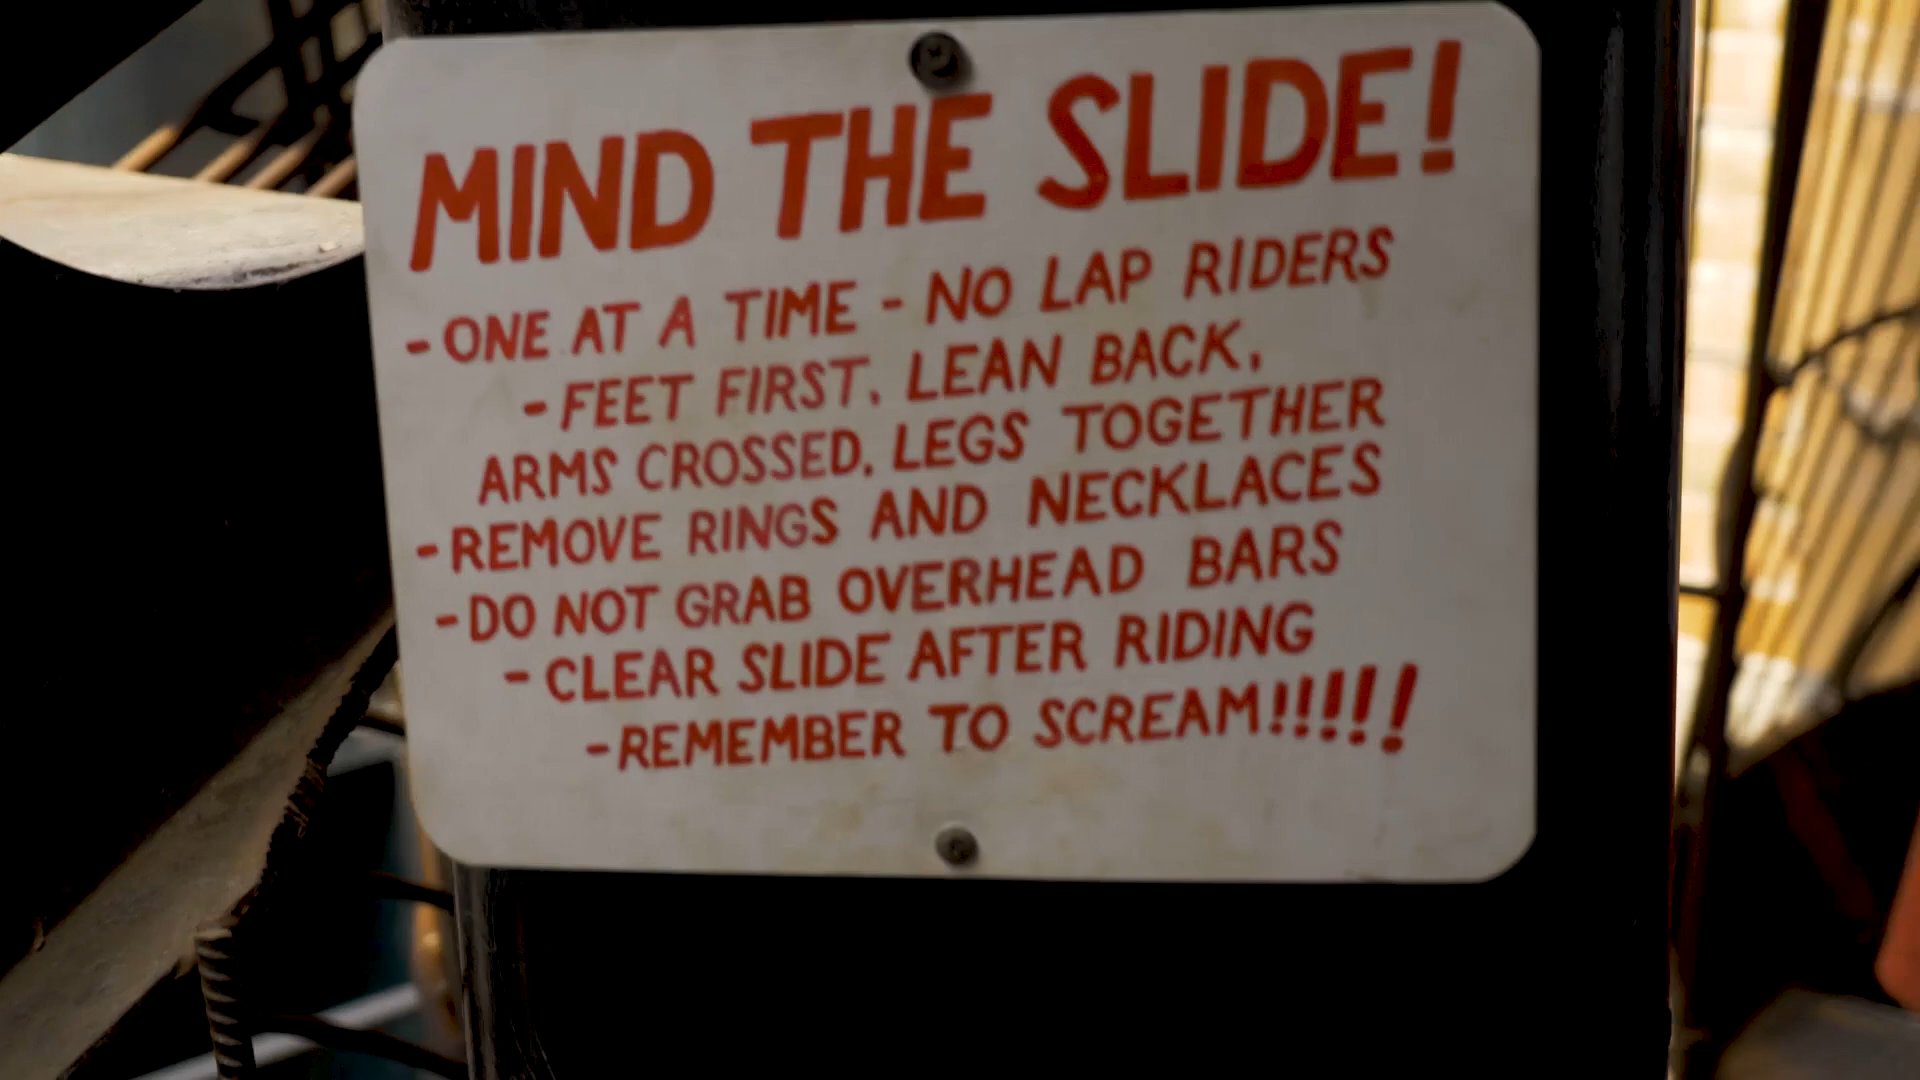 MIND THE SLIDE!
-ONE AT A TIME - NO LAP RIDERS
-FEET FIRST, LEAN BACK,
ARMS CROSSED, LEGS TOGETHER
-REMOVE RINGS AND NECKLACES
-DO NOT GRAB OVERHEAD BARS
-CLEAR SLIDE AFTER RIDING
-REMEMBER TO SCREAM!!!!!